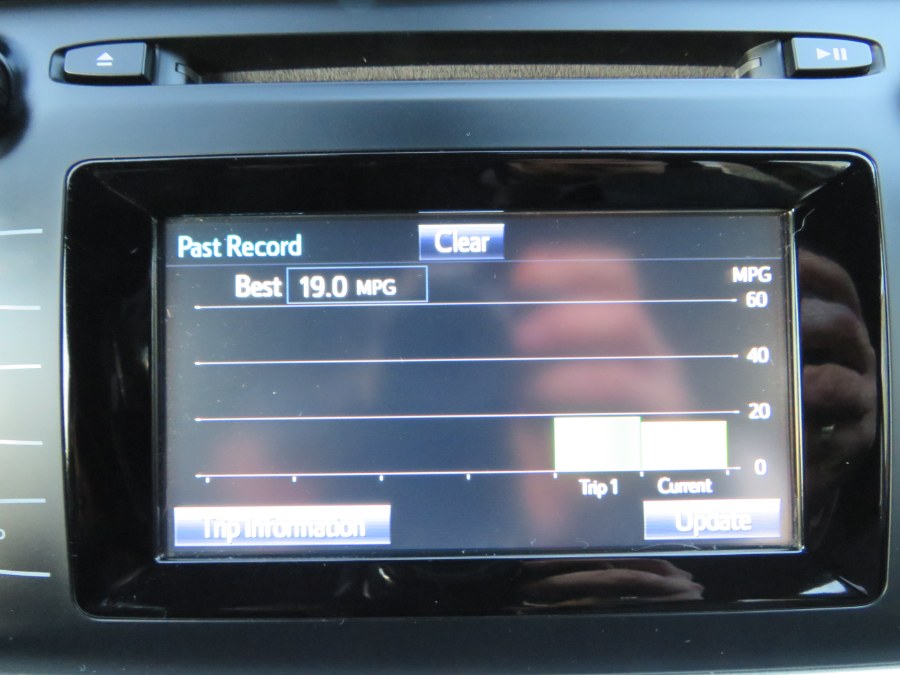 Past Record
Clear
Best 19.0 MPG
MPG
60
40
20
0
Trip 1 Current
Trip Information
Update